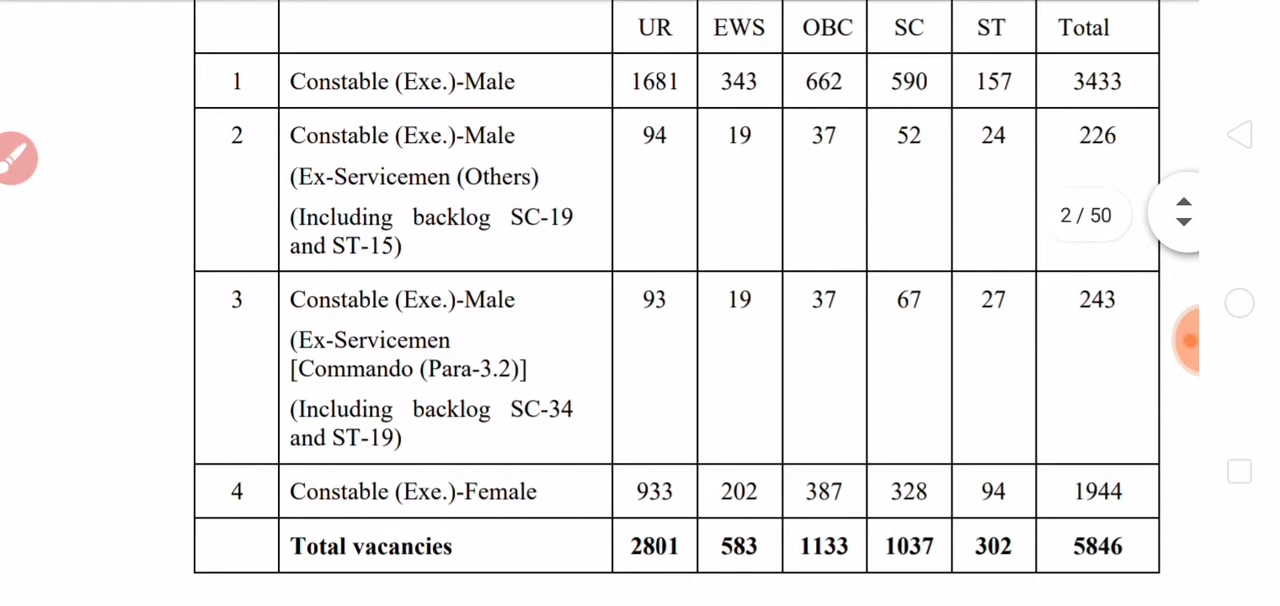 UR EWS OBC SC ST Total
1 Constable (Exe.)-Male 1681 343 662 590 157 3433
2 Constable (Exe.)-Male 94 19 37 52 24 226
(Ex-Servicemen (Others)
(Including backlog SC-19
and ST-15)
2 / 50
3 Constable (Exe.)-Male 93 19 37 67 27 243
(Ex-Servicemen
[Commando (Para-3.2)]
(Including backlog SC-34
and ST-19)
4 Constable (Exe.)-Female 933 202 387 328 94 1944
Total vacancies 2801 583 1133 1037 302 5846